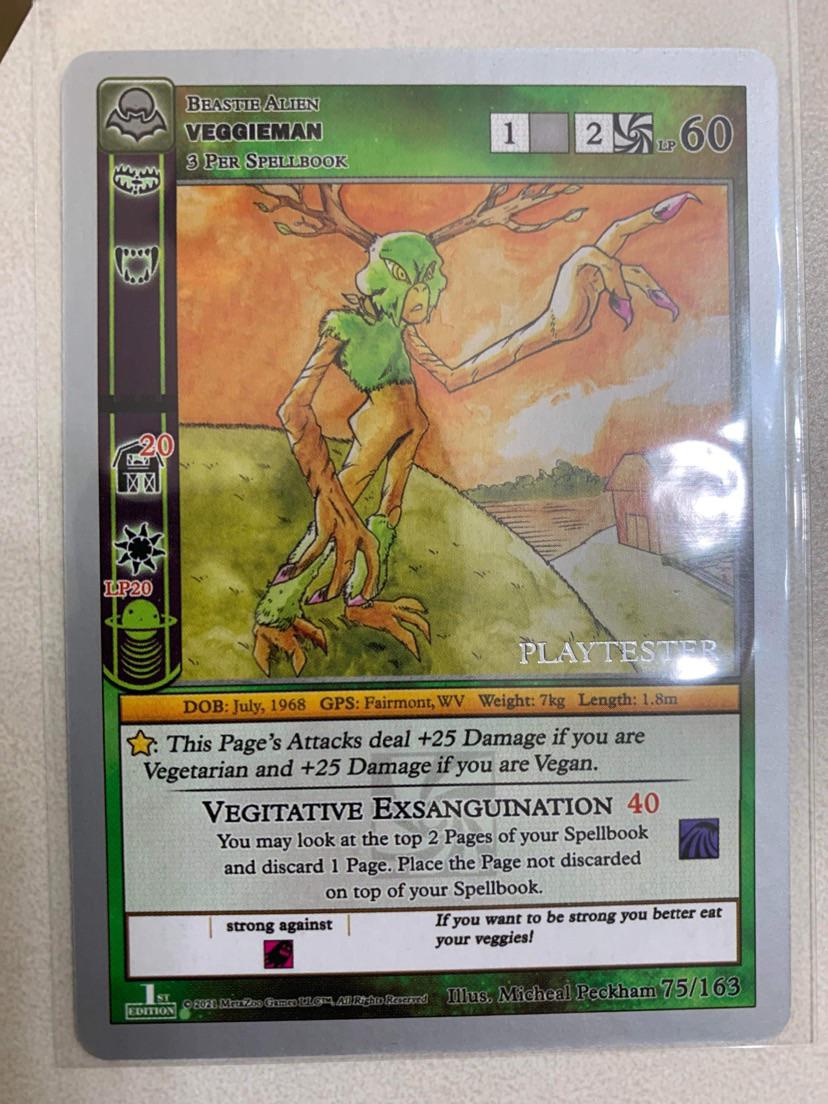 BEASTIE ALIEN
VEGGIEMAN
3 PER SPELLBOOK
1 2 LP 60
20
LP20
PLAYTESTER
DOB: July, 1968 GPS: Fairmont, WV Weight: 7kg Length: 1.8m
: This Page's Attacks deal +25 Damage if you are
Vegetarian and +25 Damage if you are Vegan.
VEGITATIVE EXSANGUINATION 40
You may look at the top 2 Pages of your Spellbook
and discard 1 Page. Place the Page not discarded
on top of your Spellbook.
strong against
If you want to be strong you better eat
your veggies!
1ST
EDITION
© 2021 MetaZoo Games LLC™, All Rights Reserved
Illus. Micheal Peckham 75/163